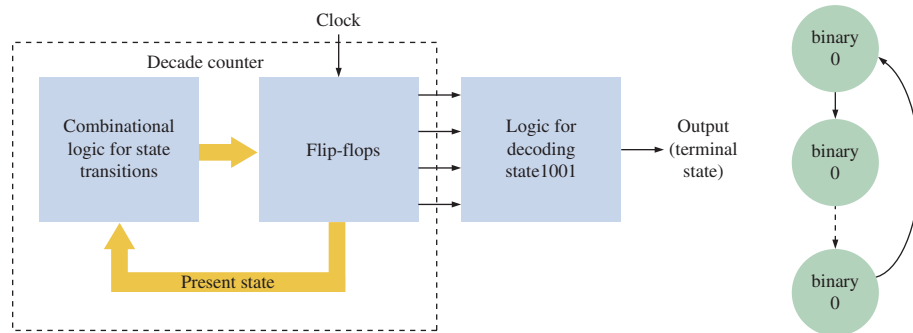 Clock
Decade counter
Combinational
logic for state
transitions
Flip-flops
Present state
Logic for
decoding
state1001
Output
(terminal
state)
binary
0
binary
0
binary
0